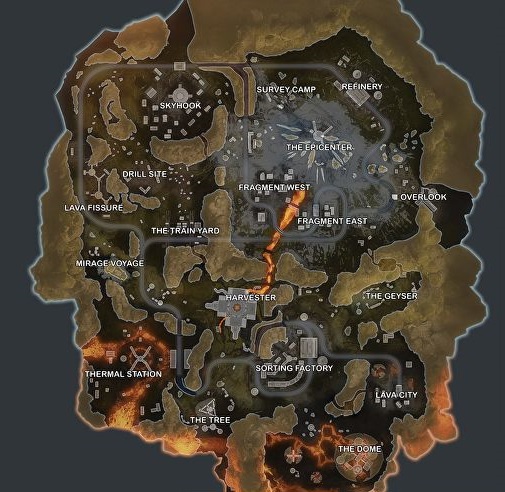 SKYHOOK
SURVEY CAMP
REFINERY
THE EPICENTER
DRILL SITE
FRAGMENT WEST
OVERLOOK
LAVA FISSURE
FRAGMENT EAST
THE TRAIN YARD
MIRAGE VOYAGE
HARVESTER
THE GEYSER
THERMAL STATION
SORTING FACTORY
LAVA CITY
THE TREE
THE DOME